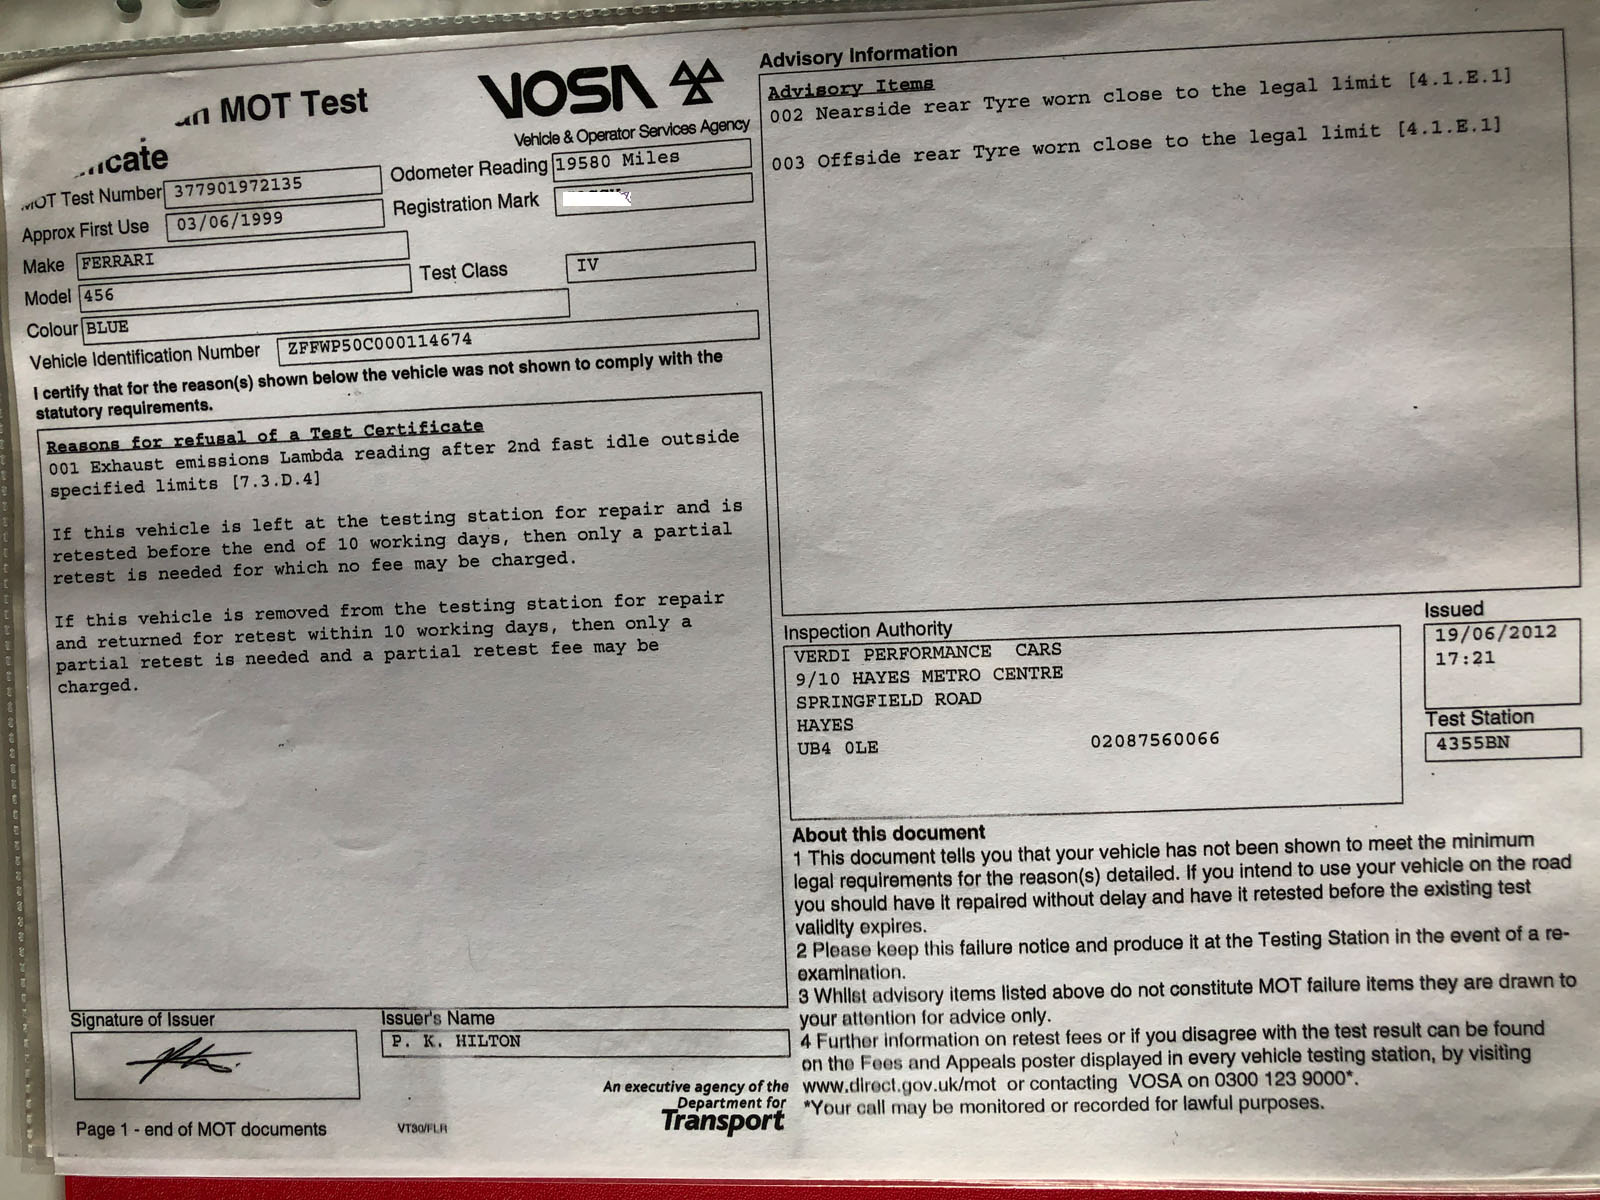 an MOT Test
VOSA
Vehicle & Operator Services Agency
MOT Test Number 377901972135
Odometer Reading 19580 Miles
Approx First Use 03/06/1999
Registration Mark
Make FERRARI
Model 456
Test Class IV
Colour BLUE
Vehicle Identification Number ZFFWP50C000114674
I certify that for the reason(s) shown below the vehicle was not shown to comply with the
statutory requirements.
Reasons for refusal of a Test Certificate
001 Exhaust emissions Lambda reading after 2nd fast idle outside
specified limits [7.3.D.4]
If this vehicle is left at the testing station for repair and is
retested before the end of 10 working days, then only a partial
retest is needed for which no fee may be charged.
If this vehicle is removed from the testing station for repair
and returned for retest within 10 working days, then only a
partial retest is needed and a partial retest fee may be
charged.
Signature of Issuer
Issuer's Name
P. K. HILTON
An executive agency of the
Department for
Transport
Page 1 - end of MOT documents
VT30/FLR
Advisory Information
Advisory Items
002 Nearside rear Tyre worn close to the legal limit [4.1.E.1]
003 Offside rear Tyre worn close to the legal limit [4.1.E.1]
Inspection Authority
VERDI PERFORMANCE CARS
9/10 HAYES METRO CENTRE
SPRINGFIELD ROAD
HAYES
UB4 0LE 02087560066
Issued
19/06/2012
17:21
Test Station
4355BN
About this document
1 This document tells you that your vehicle has not been shown to meet the minimum
legal requirements for the reason(s) detailed. If you intend to use your vehicle on the road
you should have it repaired without delay and have it retested before the existing test
validity expires.
2 Please keep this failure notice and produce it at the Testing Station in the event of a re-
examination.
3 Whilst advisory items listed above do not constitute MOT failure items they are drawn to
your attention for advice only.
4 Further information on retest fees or if you disagree with the test result can be found
on the Fees and Appeals poster displayed in every vehicle testing station, by visiting
www.direct.gov.uk/mot or contacting VOSA on 0300 123 9000*.
*Your call may be monitored or recorded for lawful purposes.